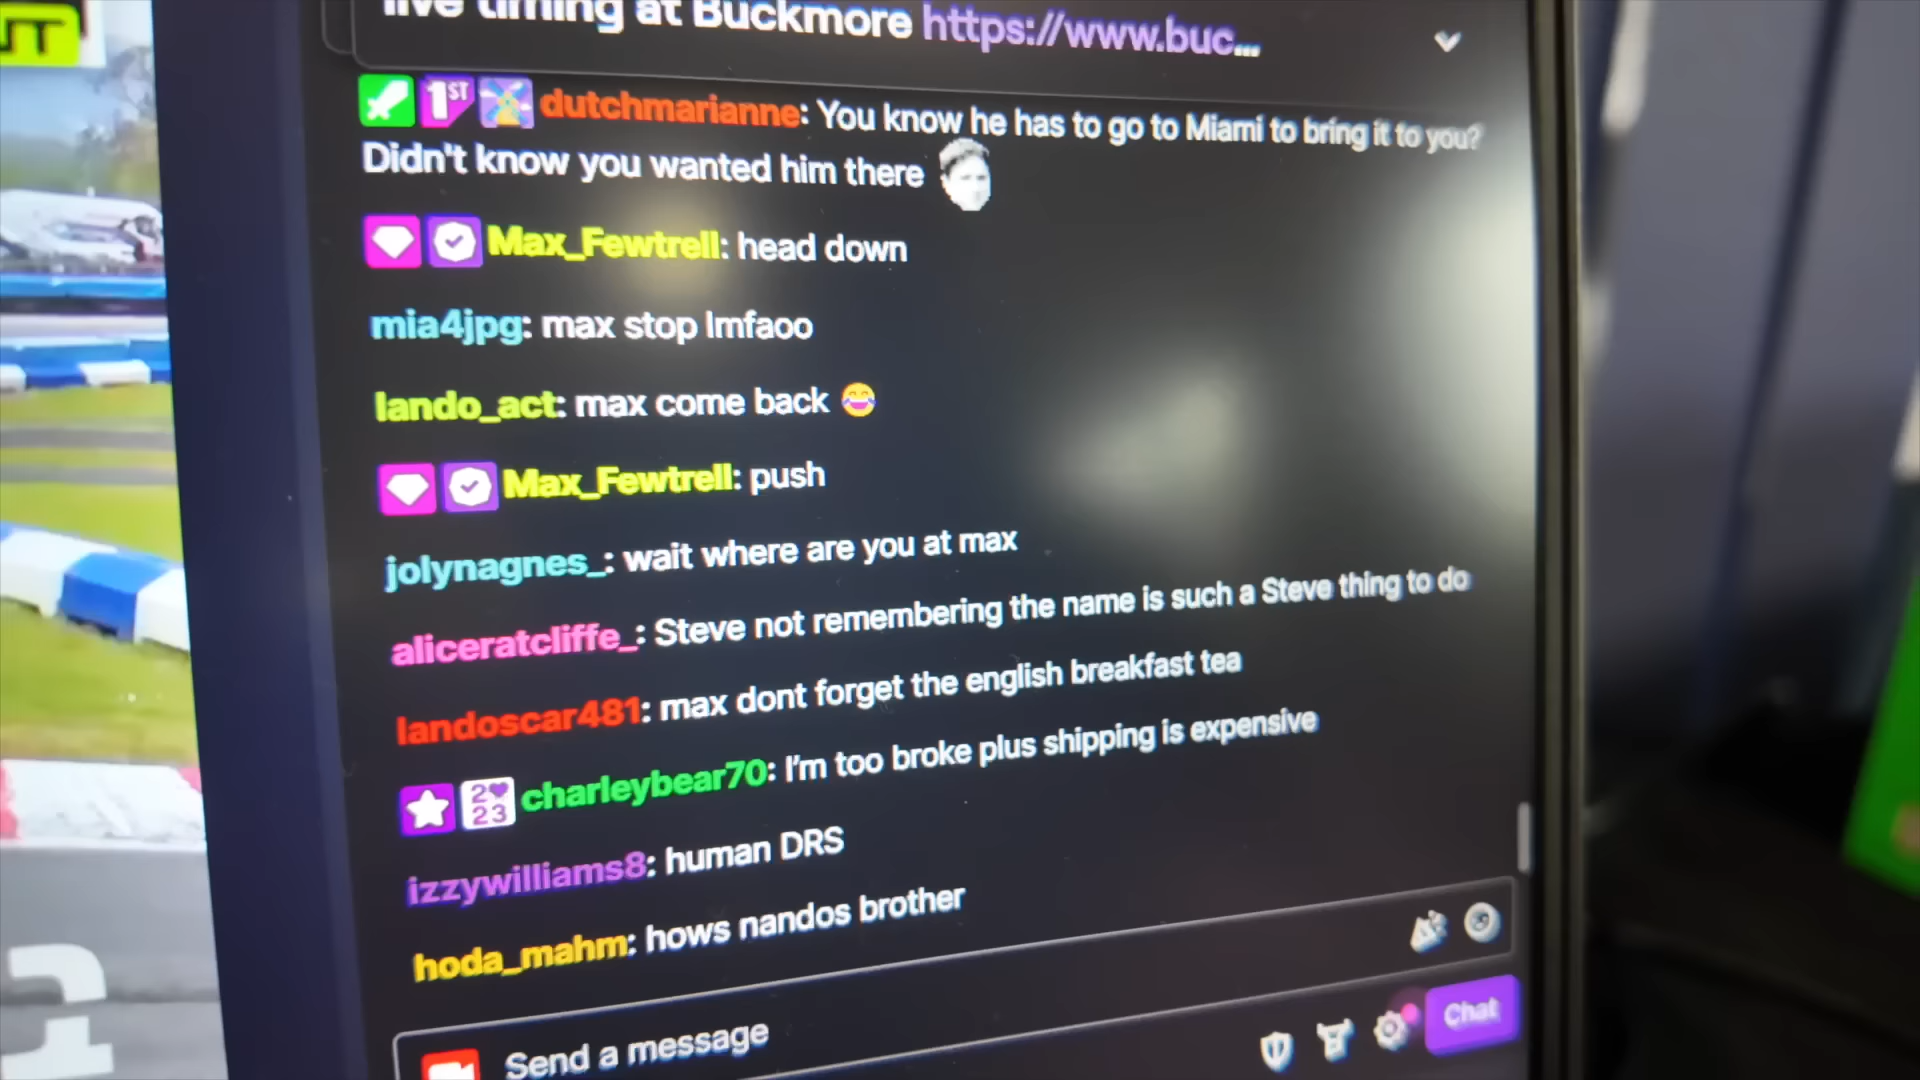 live timing at Buckmore https://www.buc...
1ST dutchmarianne: You know he has to go to Miami to bring it to you?
Didn't know you wanted him there
Max_Fewtrell: head down
mia4jpg: max stop lmfaoo
lando_act: max come back 😂
Max_Fewtrell: push
jolynagnes_: wait where are you at max
aliceratcliffe_: Steve not remembering the name is such a Steve thing to do
landoscar481: max dont forget the english breakfast tea
2023 charleybear70: I'm too broke plus shipping is expensive
izzywilliams8: human DRS
hoda_mahm: hows nandos brother
Send a message
Chat